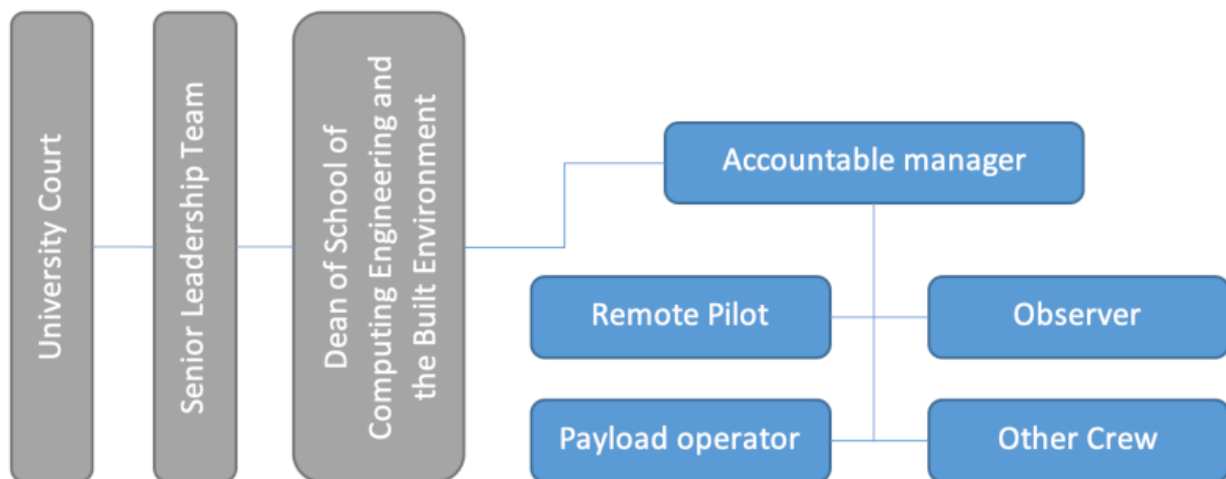 University Court
Senior Leadership Team
Dean of School of
Computing Engineering and
the Built Environment
Accountable manager
Remote Pilot
Observer
Payload operator
Other Crew